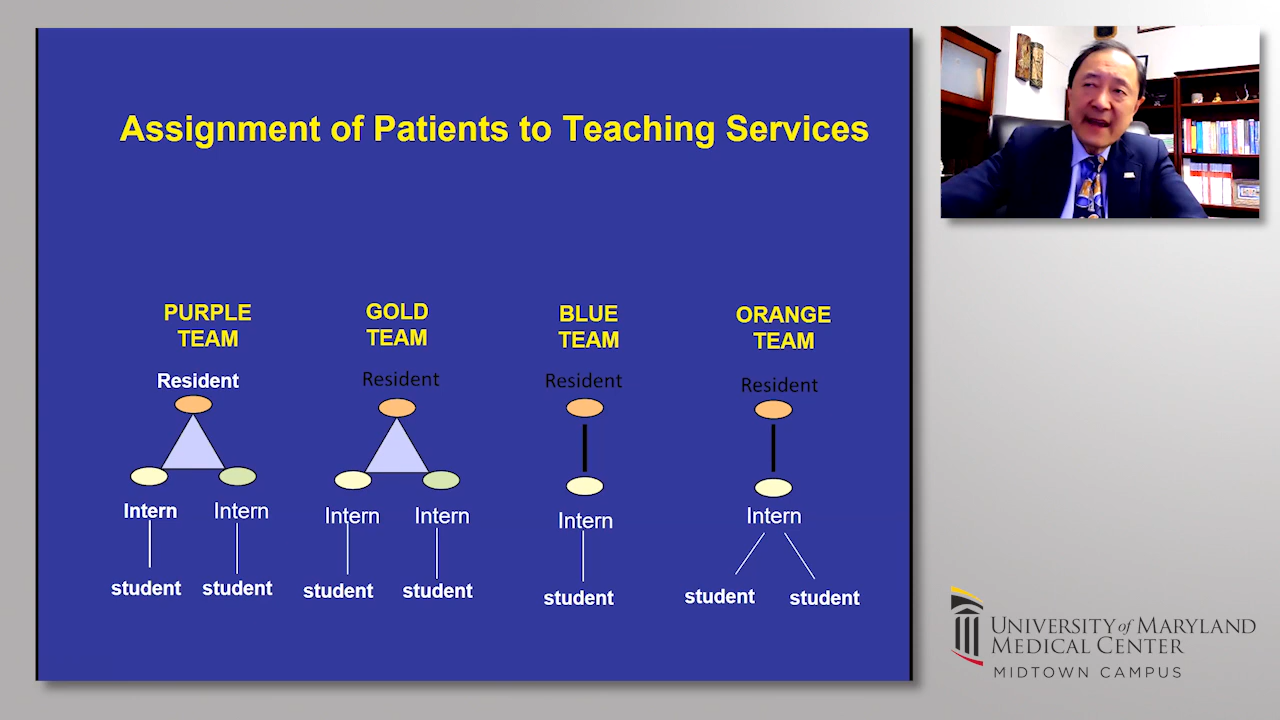 Assignment of Patients to Teaching Services
PURPLE
TEAM
GOLD
TEAM
BLUE
TEAM
ORANGE
TEAM
Resident
Resident
Resident
Resident
Intern
Intern
Intern
Intern
Intern
Intern
student
student
student
student
student
student
student
UNIVERSITY of MARYLAND
MEDICAL CENTER
MIDTOWN CAMPUS